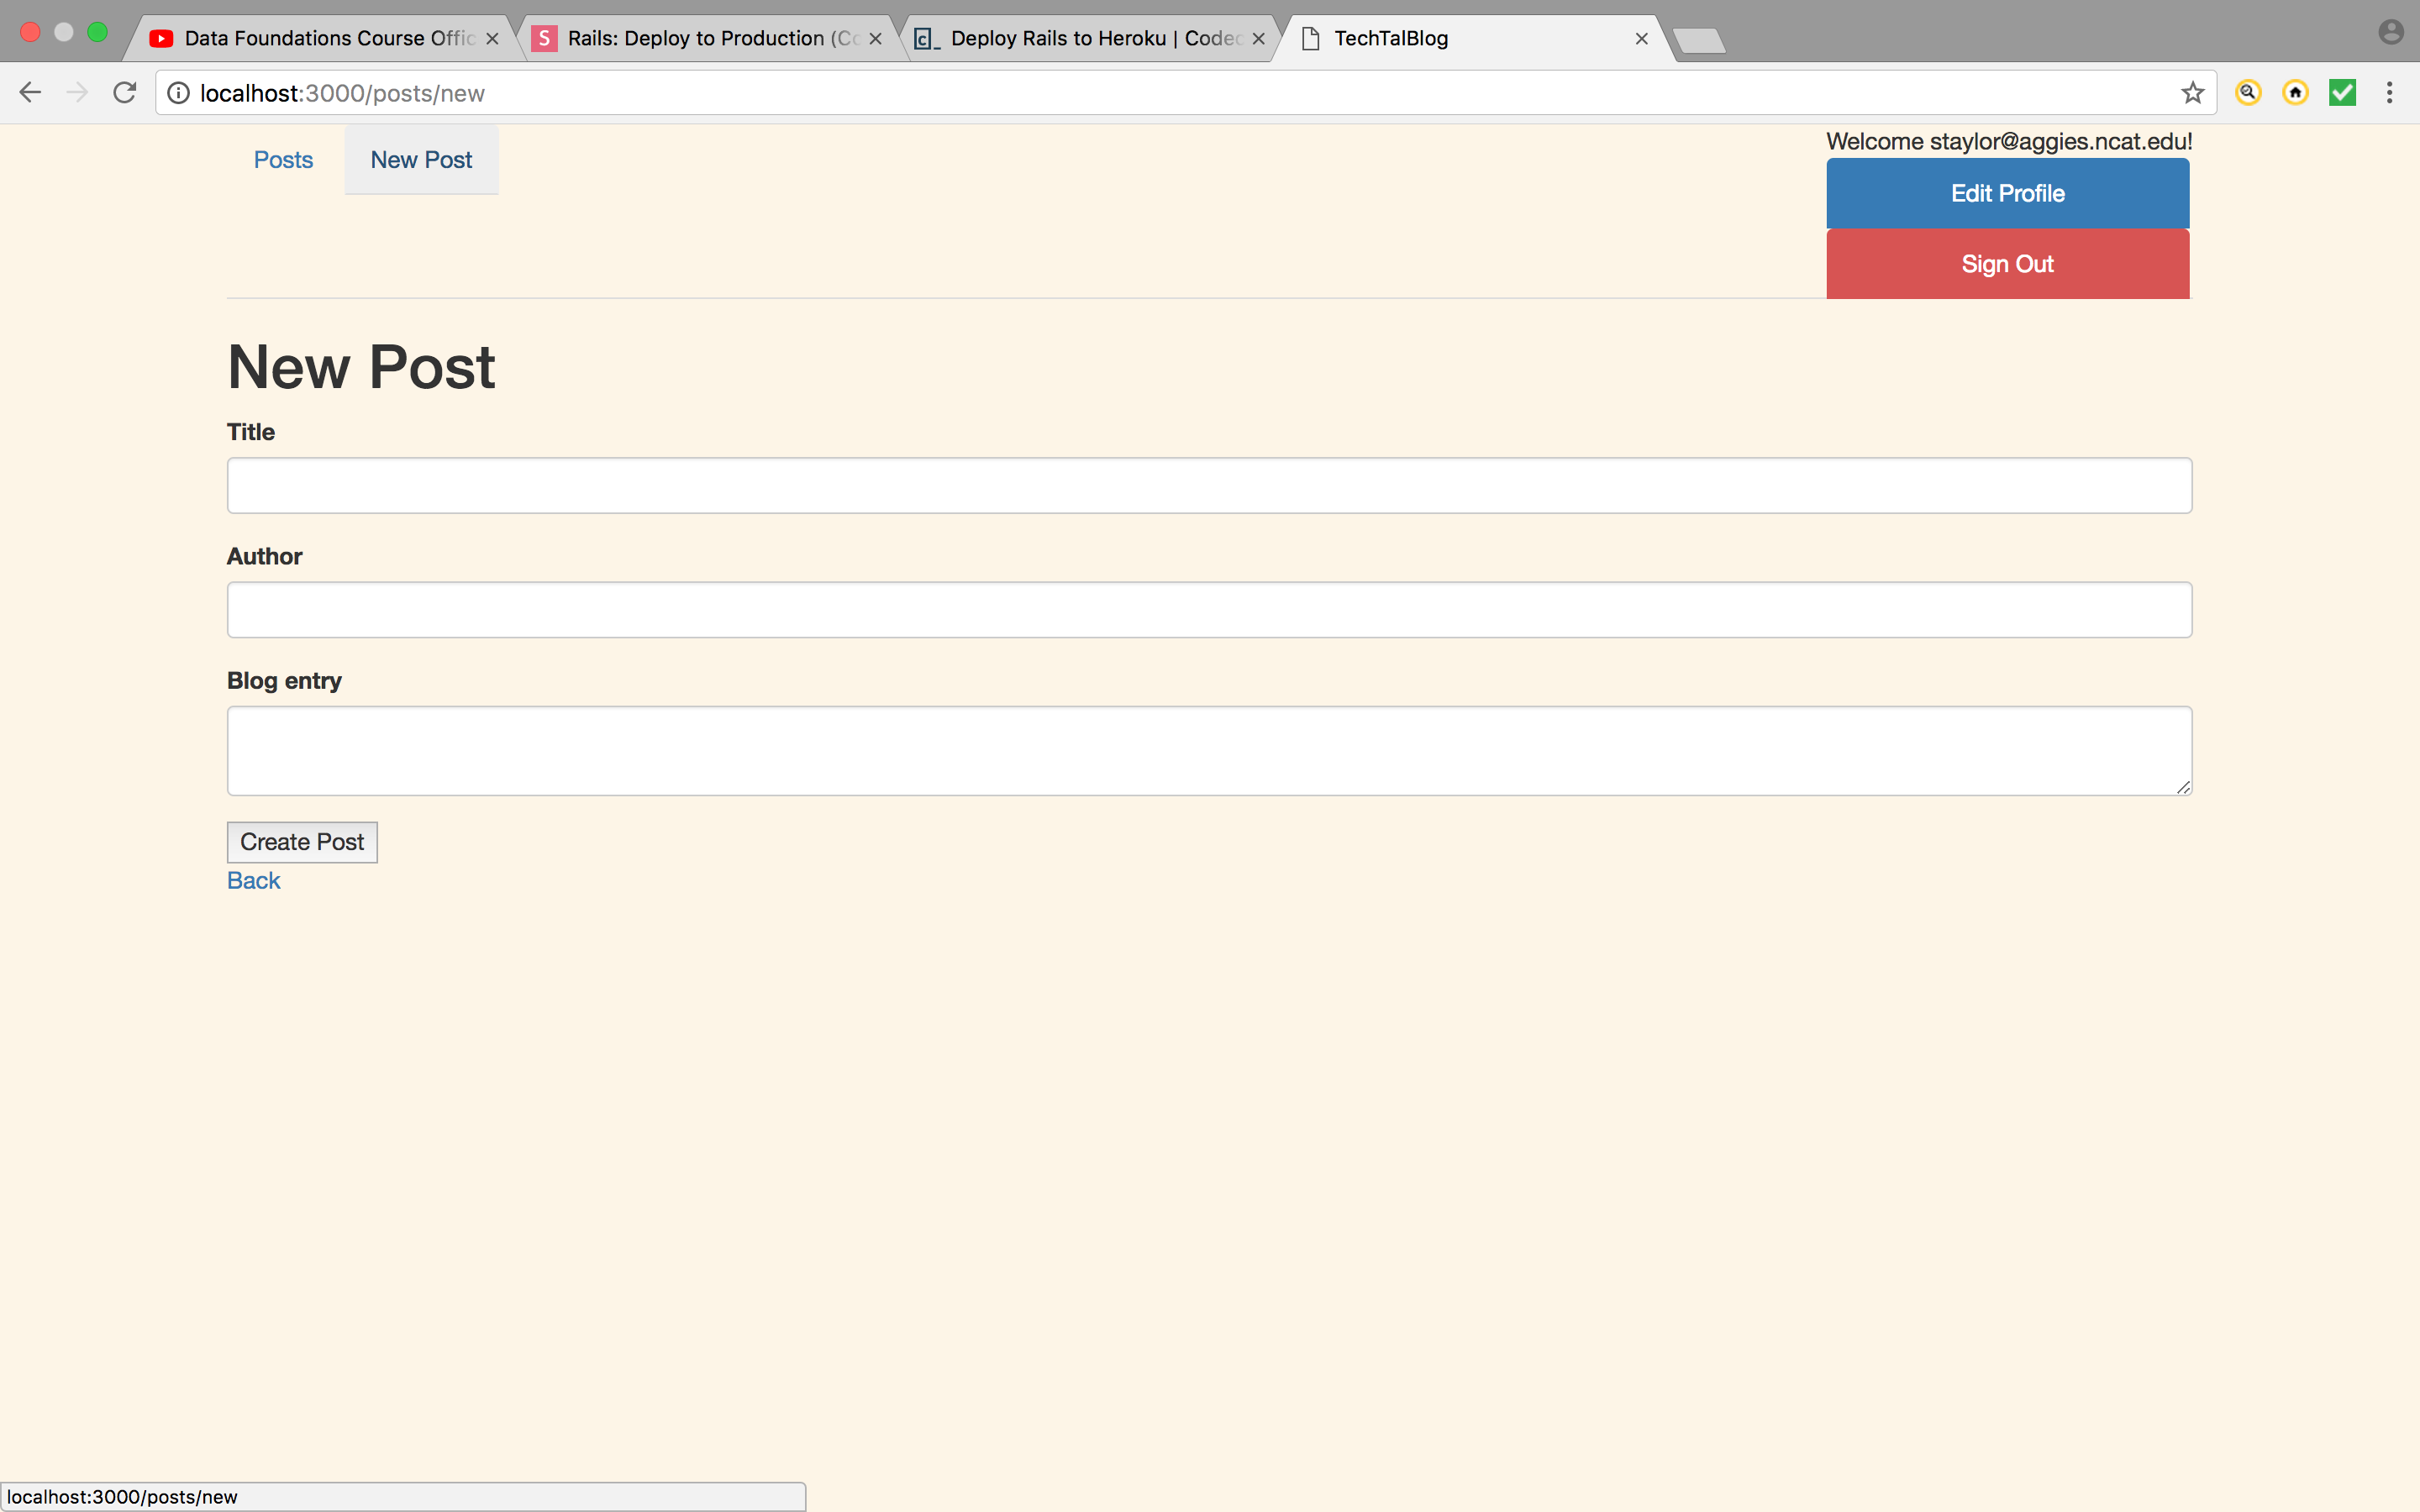 Data Foundations Course Offic
S Rails: Deploy to Production (Co
c_ Deploy Rails to Heroku | Codec
TechTalBlog
localhost:3000/posts/new
Posts
New Post
Welcome staylor@aggies.ncat.edu!
Edit Profile
Sign Out
New Post
Title
Author
Blog entry
Create Post
Back
localhost:3000/posts/new